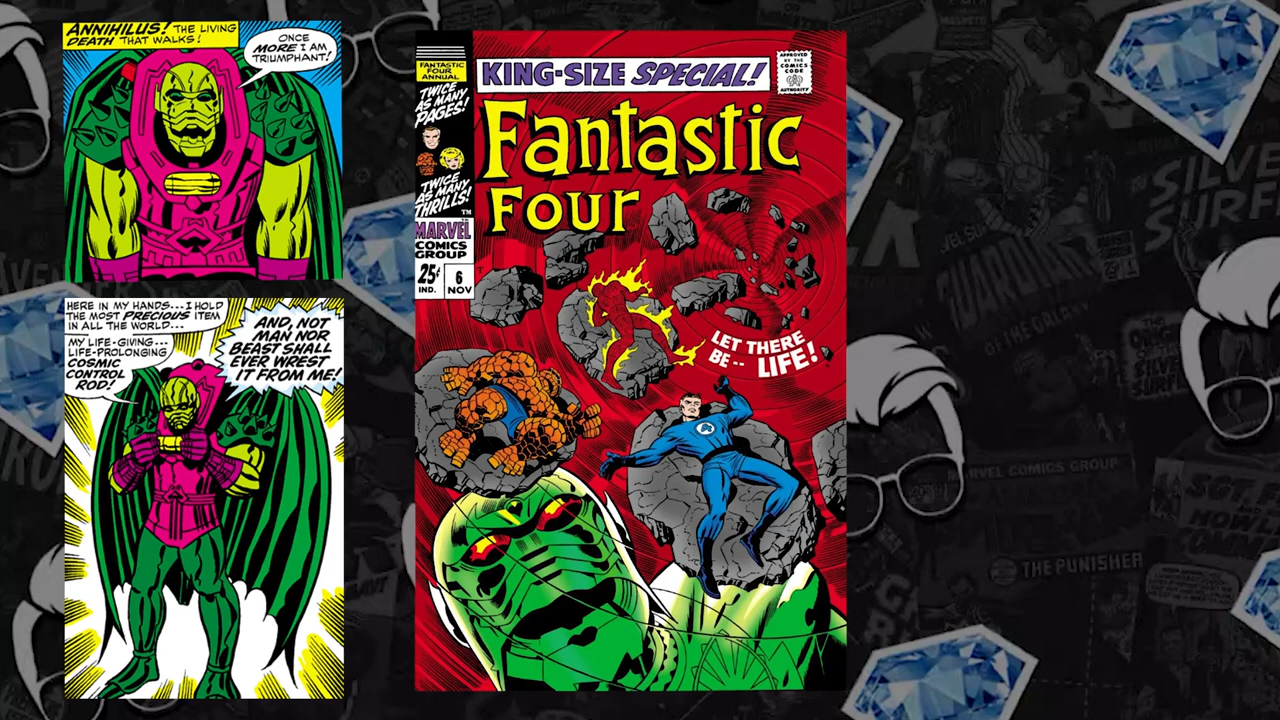 ANNIHILUS! THE LIVING
DEATH THAT WALKS!
ONCE
MORE I AM
TRIUMPHANT!
HERE IN MY HANDS...I HOLD
THE MOST PRECIOUS ITEM
IN ALL THE WORLD...
MY LIFE-GIVING...
LIFE-PROLONGING
COSMIC
CONTROL
ROD!
AND, NOT
MAN NOR
BEAST SHALL
EVER WREST
IT FROM ME!
FANTASTIC
FOUR ANNUAL
TWICE
AS MANY
PAGES!
TWICE
AS MANY
THRILLS!
TM
MARVEL
COMICS
GROUP
25¢
IND.
6
NOV
KING-SIZE SPECIAL!
APPROVED
BY THE
COMICS
CODE
AUTHORITY
Fantastic
Four
LET THERE
BE-- LIFE!
SILVER
SURF
MARVEL COMICS GROUP
THE PUNISHER
SGT. F